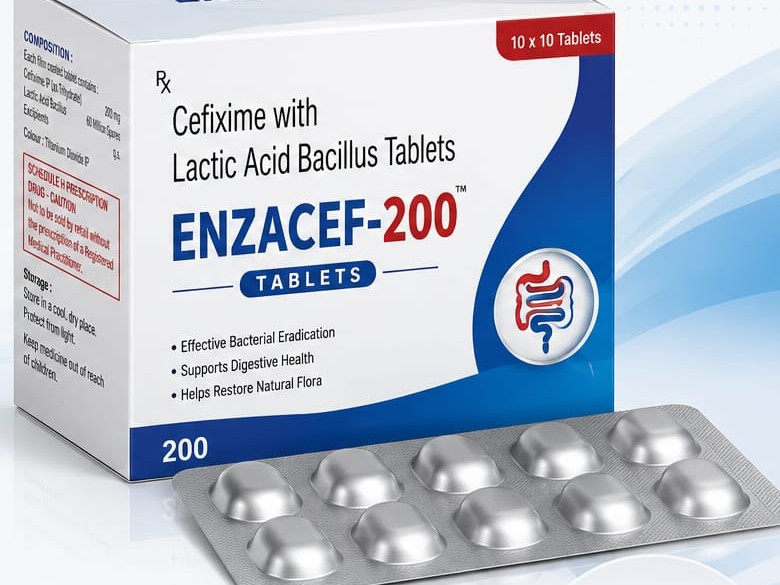 COMPOSITION :
Each film coated tablet contains :
Cefixime IP (as Trihydrate) 200 mg
Lactic Acid Bacillus 60 Million Spores
Excipients q.s.
Colour : Titanium Dioxide IP
SCHEDULE H PRESCRIPTION
DRUG - CAUTION
Not to be sold by retail without
the prescription of a Registered
Medical Practitioner.
Storage :
Store in a cool, dry place.
Protect from light.
Keep medicine out of reach
of children.
10 x 10 Tablets
Rx
Cefixime with
Lactic Acid Bacillus Tablets
ENZACEF-200™
TABLETS
• Effective Bacterial Eradication
• Supports Digestive Health
• Helps Restore Natural Flora
200